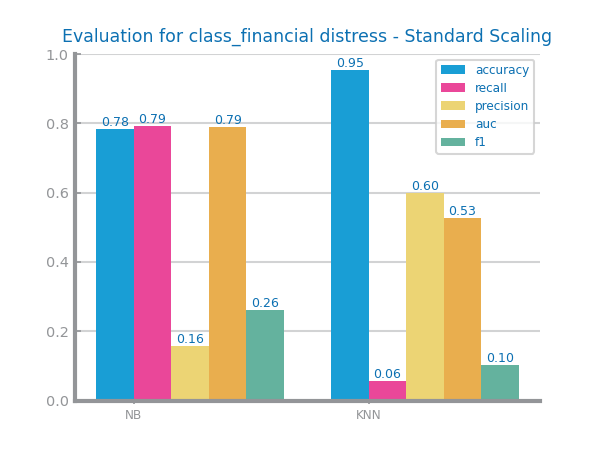 Evaluation for class_financial distress - Standard Scaling
1.0
0.8
0.6
0.4
0.2
0.0
0.78
0.79
0.16
0.79
0.26
0.95
0.06
0.60
0.53
0.10
accuracy
recall
precision
auc
f1
NB
KNN